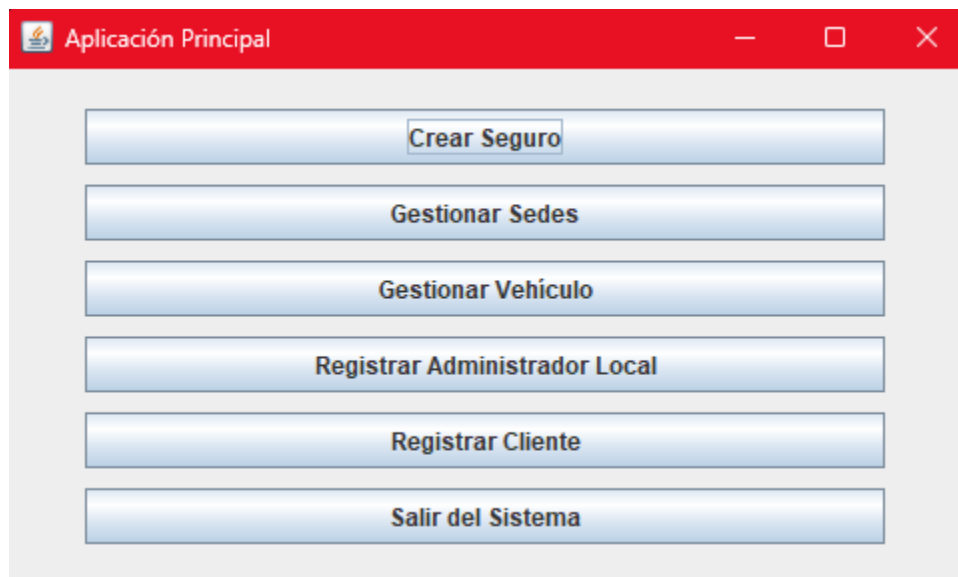 Aplicación Principal
Crear Seguro
Gestionar Sedes
Gestionar Vehículo
Registrar Administrador Local
Registrar Cliente
Salir del Sistema